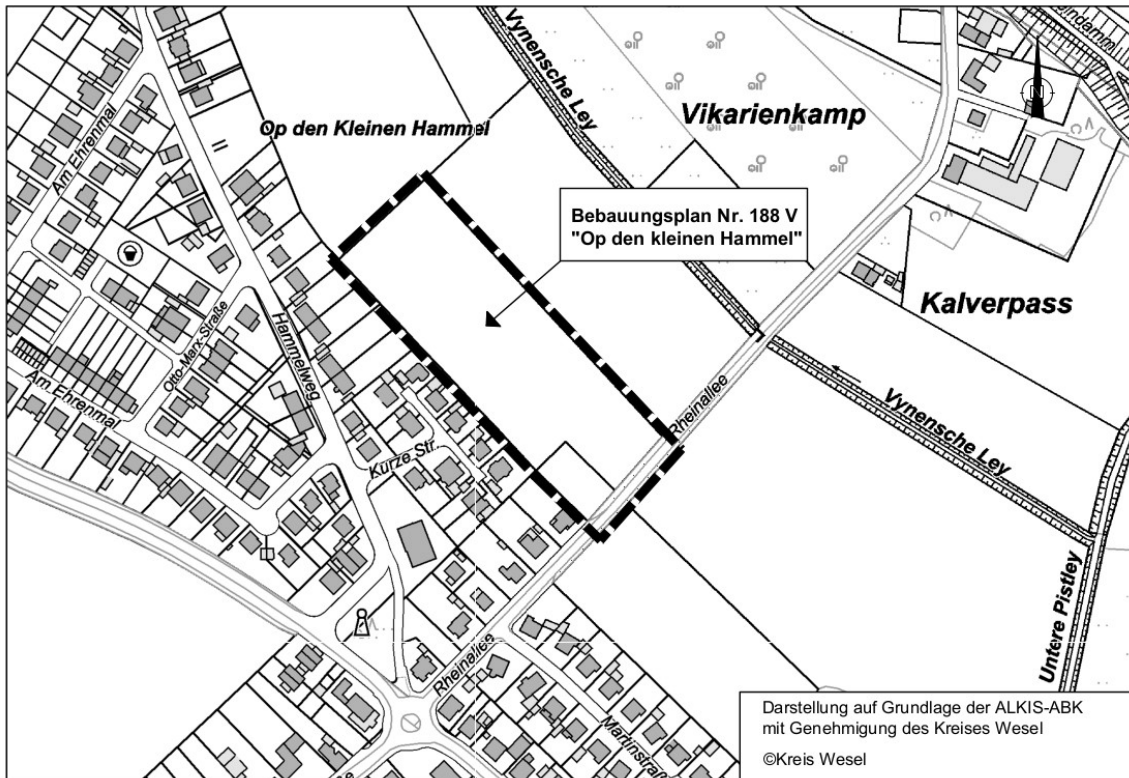 Vynensche Ley
Vikarienkamp
Op den Kleinen Hammel
Am Ehrenmal
N
Bebauungsplan Nr. 188 V
"Op den kleinen Hammel"
Kalverpass
Otto-Marx-Straße
Hammelweg
Am Ehrenmal
Kurze Str.
Rheinallee
Vynensche Ley
Untere Pistley
Rheinallee
Martinstraße
Darstellung auf Grundlage der ALKIS-ABK
mit Genehmigung des Kreises Wesel
©Kreis Wesel